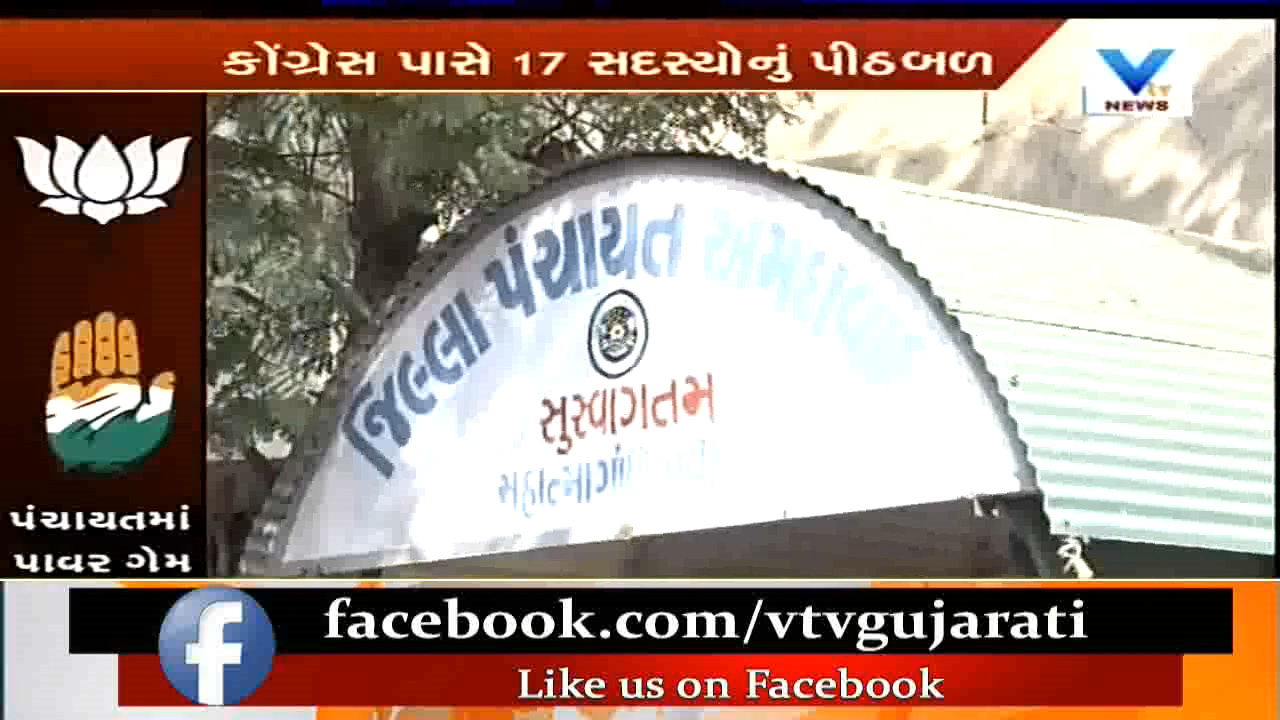 કોંગ્રેસ પાસે 17 સદસ્યોનું પીઠબળ
VTV
NEWS
જિલ્લા પંચાયત
સુસ્વાગતમ
પંચાયતમાં
પાવર ગેમ
facebook.com/vtvgujarati
Like us on Facebook